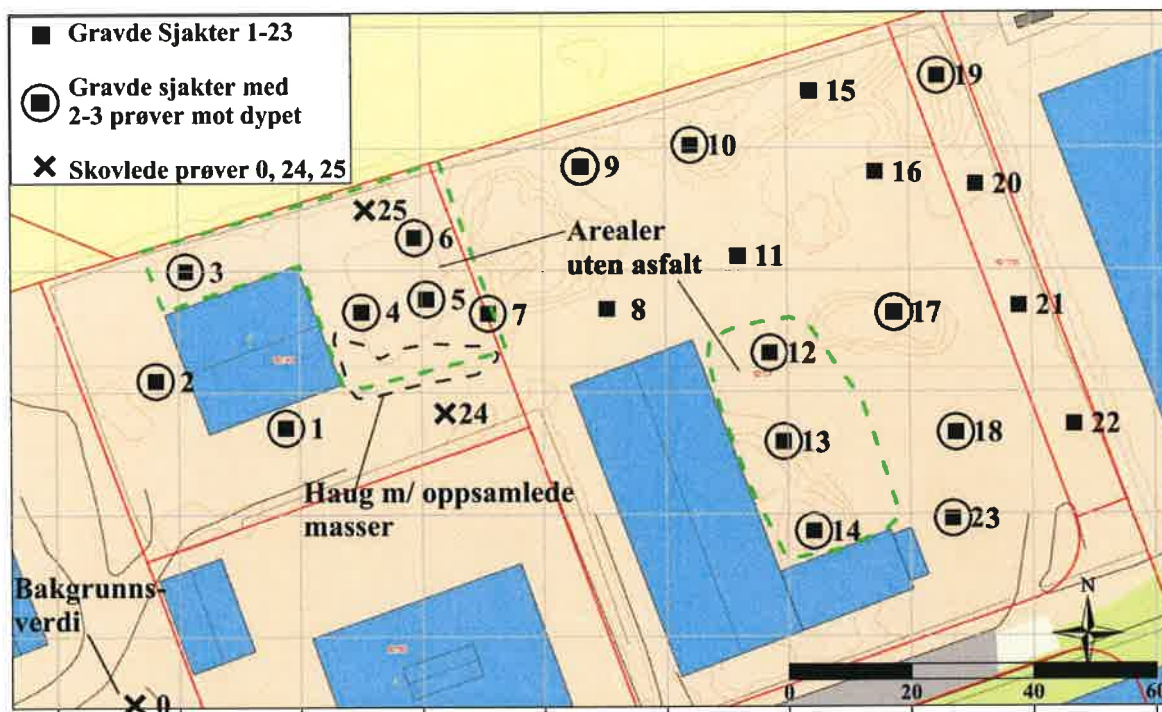 Gravde Sjakter 1-23
Gravde sjakter med
2-3 prøver mot dypet
Skovlede prøver 0, 24, 25
15
19
10
9
16
20
25
6
Arealer
uten asfalt
11
3
4
5
7
8
17
21
12
2
1
24
13
18
22
Haug m/ oppsamlede
masser
14
23
Bakgrunns-
verdi
N
0
0
20
40
60